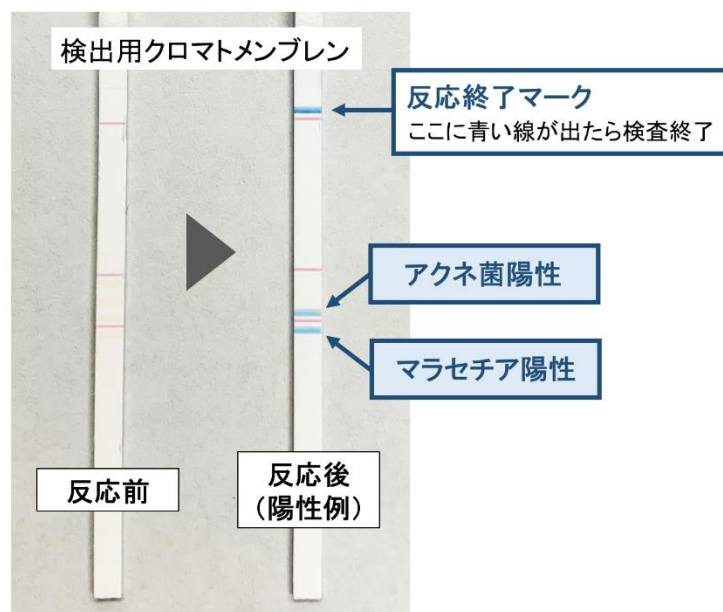 検出用クロマトメンブレン
反応終了マーク
ここに青い線が出たら検査終了
アクネ菌陽性
マラセチア陽性
反応前
反応後
（陽性例）